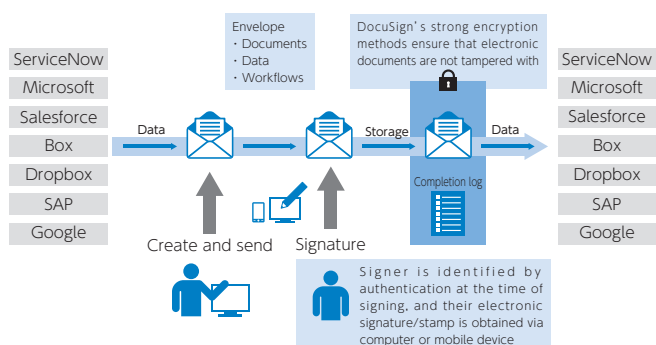 Envelope
・Documents
・Data
・Workflows
DocuSign's strong encryption
methods ensure that electronic
documents are not tampered with
ServiceNow
Microsoft
Salesforce
Box
Dropbox
SAP
Google
Data
Storage
Data
Completion log
Create and send
Signature
Signer is identified by
authentication at the time of
signing, and their electronic
signature/stamp is obtained via
computer or mobile device
ServiceNow
Microsoft
Salesforce
Box
Dropbox
SAP
Google